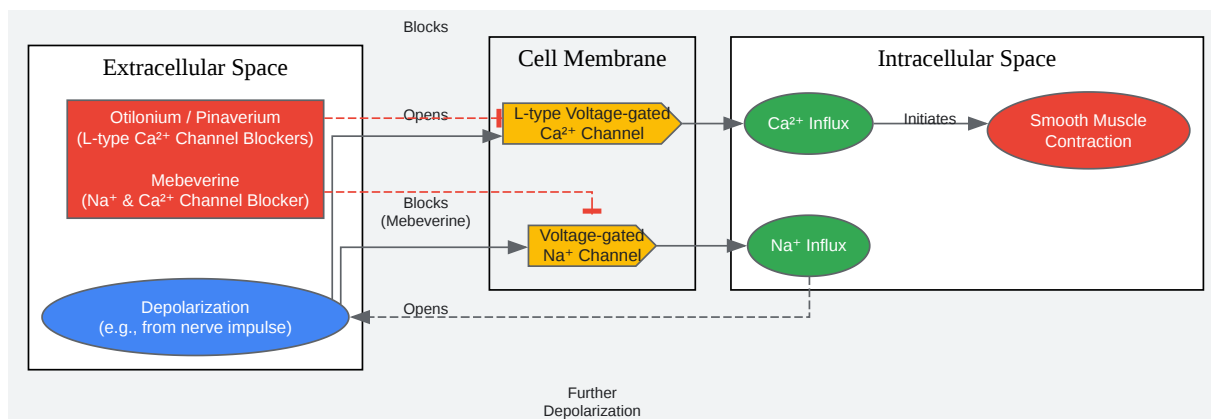 Blocks
Extracellular Space
Cell Membrane
Intracellular Space
Otilonium / Pinaverium
(L-type Ca²⁺ Channel Blockers)
Mebeverine
(Na⁺ & Ca²⁺ Channel Blocker)
Opens
L-type Voltage-gated
Ca²⁺ Channel
Ca²⁺ Influx
Initiates
Smooth Muscle
Contraction
Blocks
(Mebeverine)
Voltage-gated
Na⁺ Channel
Na⁺ Influx
Depolarization
(e.g., from nerve impulse)
Opens
Further
Depolarization